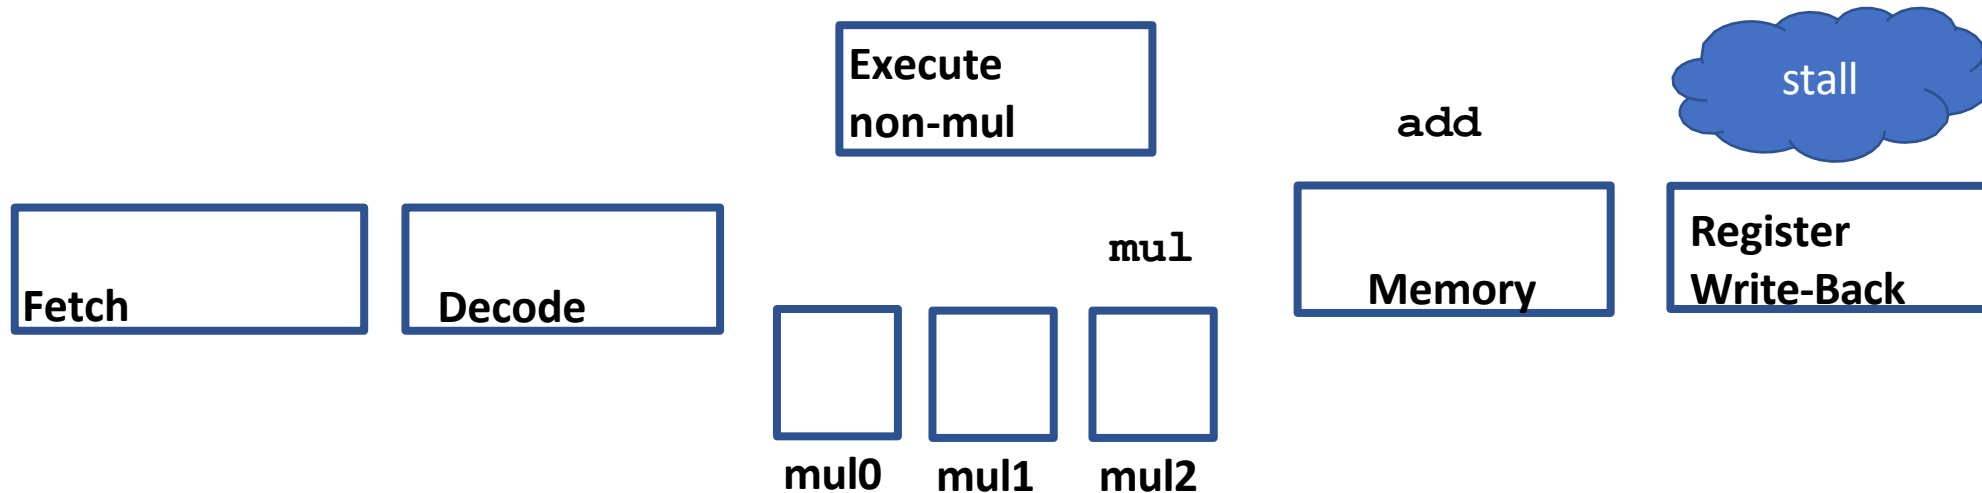 Execute
non-mul
stall
add
Fetch
Decode
mul
Memory
Register
Write-Back
mul0
mul1
mul2